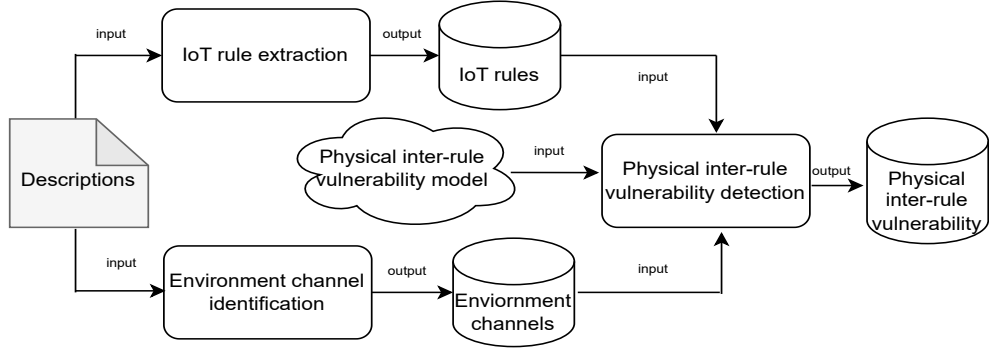 input
IoT rule extraction
output
IoT rules
input
Descriptions
Physical inter-rule
vulnerability model
input
Physical inter-rule
vulnerability detection
output
Physical
inter-rule
vulnerability
input
Environment channel
identification
output
Enviornment
channels
input